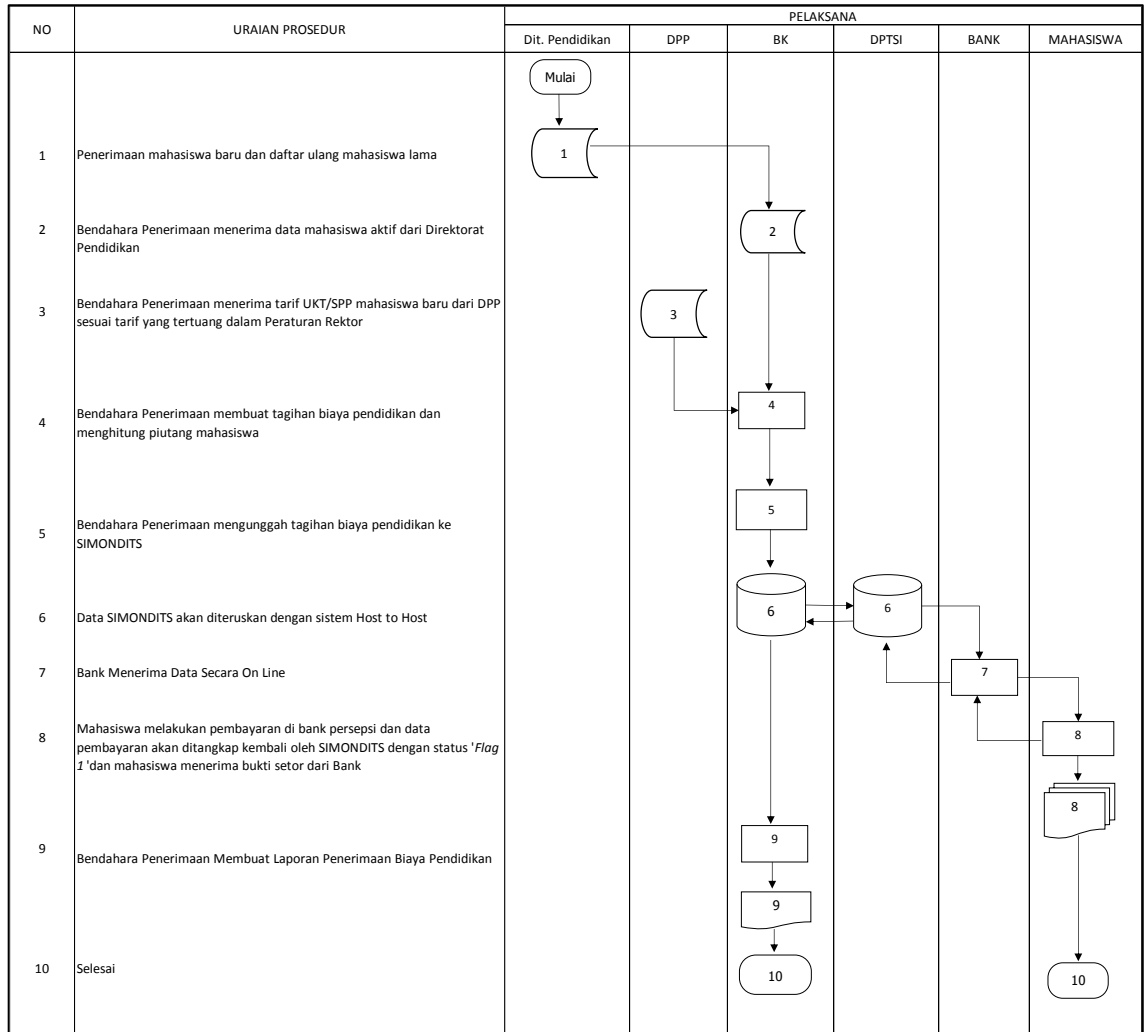 NO
URAIAN PROSEDUR
PELAKSANA
Dit. Pendidikan
DPP
BK
DPTSI
BANK
MAHASISWA
Mulai
1
Penerimaan mahasiswa baru dan daftar ulang mahasiswa lama
1
2
Bendahara Penerimaan menerima data mahasiswa aktif dari Direktorat
Pendidikan
2
3
Bendahara Penerimaan menerima tarif UKT/SPP mahasiswa baru dari DPP
sesuai tarif yang tertuang dalam Peraturan Rektor
3
4
Bendahara Penerimaan membuat tagihan biaya pendidikan dan
menghitung piutang mahasiswa
4
5
Bendahara Penerimaan mengunggah tagihan biaya pendidikan ke
SIMONDITS
5
6
Data SIMONDITS akan diteruskan dengan sistem Host to Host
6
6
7
Bank Menerima Data Secara On Line
7
8
Mahasiswa melakukan pembayaran di bank persepsi dan data
pembayaran akan ditangkap kembali oleh SIMONDITS dengan status 'Flag
1 'dan mahasiswa menerima bukti setor dari Bank
8
8
9
Bendahara Penerimaan Membuat Laporan Penerimaan Biaya Pendidikan
9
9
10
Selesai
10
10